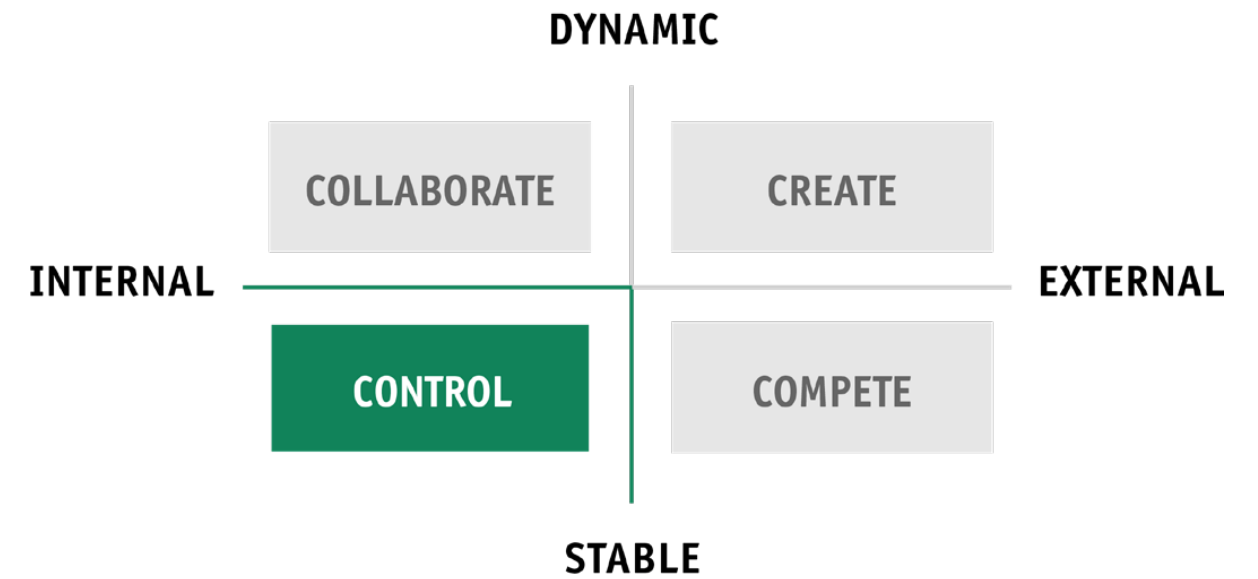 DYNAMIC
COLLABORATE
CREATE
INTERNAL
EXTERNAL
CONTROL
COMPETE
STABLE